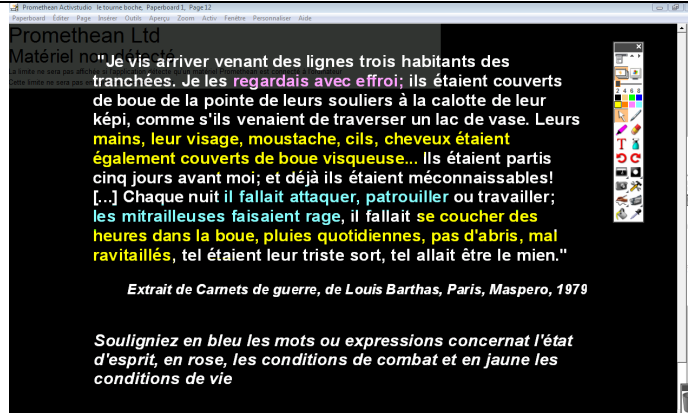 Promethean Activstudio le tourne boche, Paperboard 1, Page 12
Paperboard Éditer Page Insérer Outils Aperçu Zoom Activ Fenêtre Personnaliser Aide
Promethean Ltd
Matériel non détecté
"Je vis arriver venant des lignes trois habitants des
tranchées. Je les regardais avec effroi; ils étaient couverts
de boue de la pointe de leurs souliers à la calotte de leur
képi, comme s'ils venaient de traverser un lac de vase. Leurs
mains, leur visage, moustache, cils, cheveux étaient
également couverts de boue visqueuse... Ils étaient partis
cinq jours avant moi; et déjà ils étaient méconnaissables!
[...] Chaque nuit il fallait attaquer, patrouiller ou travailler;
les mitrailleuses faisaient rage, il fallait se coucher des
heures dans la boue, pluies quotidiennes, pas d'abris, mal
ravitaillés, tel étaient leur triste sort, tel allait être le mien."
Extrait de Carnets de guerre, de Louis Barthas, Paris, Maspero, 1979
Souligniez en bleu les mots ou expressions concernat l'état
d'esprit, en rose, les conditions de combat et en jaune les
conditions de vie
2 4 6 8